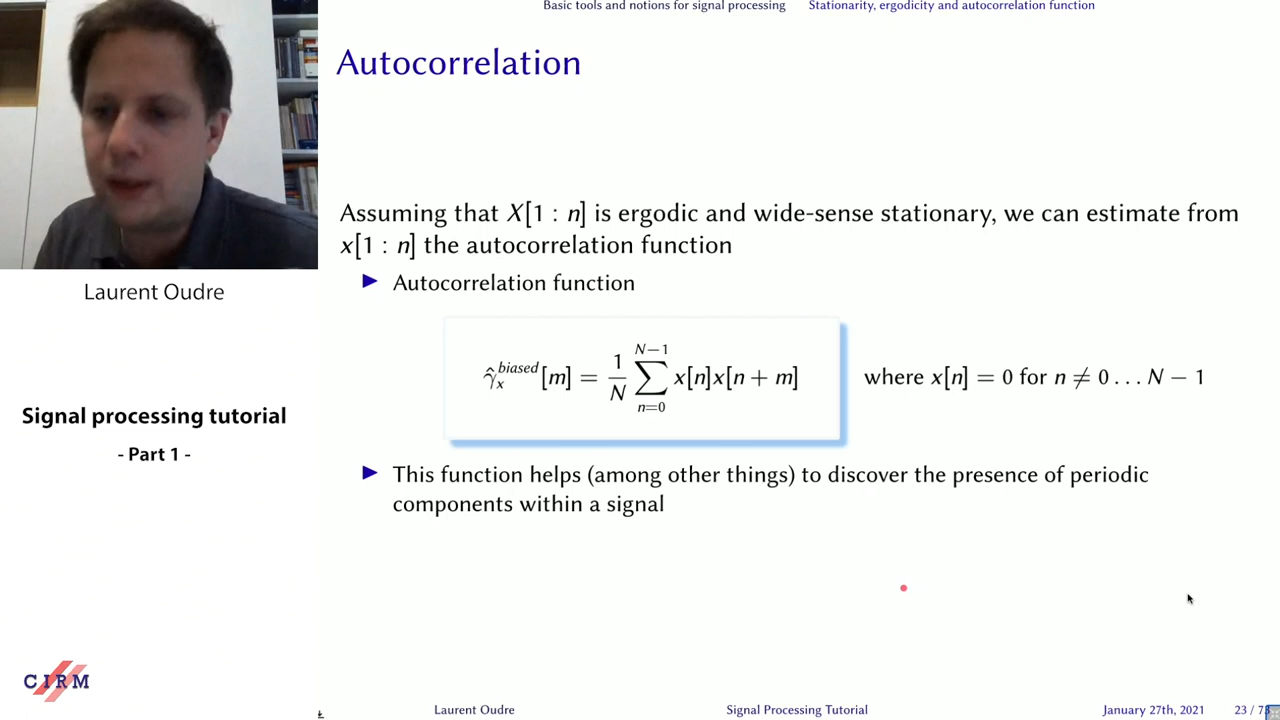 Basic tools and notions for signal processing Stationarity, ergodicity and autocorrelation function
Autocorrelation
Assuming that X[1 : n] is ergodic and wide-sense stationary, we can estimate from
x[1 : n] the autocorrelation function
▶ Autocorrelation function
γ̂ₓ^biased[m] = 1/N ∑_{n=0}^{N−1} x[n]x[n + m] where x[n] = 0 for n ≠ 0 . . . N − 1
▶ This function helps (among other things) to discover the presence of periodic
components within a signal
Laurent Oudre
Signal processing tutorial
- Part 1 -
CIRM
Laurent Oudre Signal Processing Tutorial January 27th, 2021 23 /